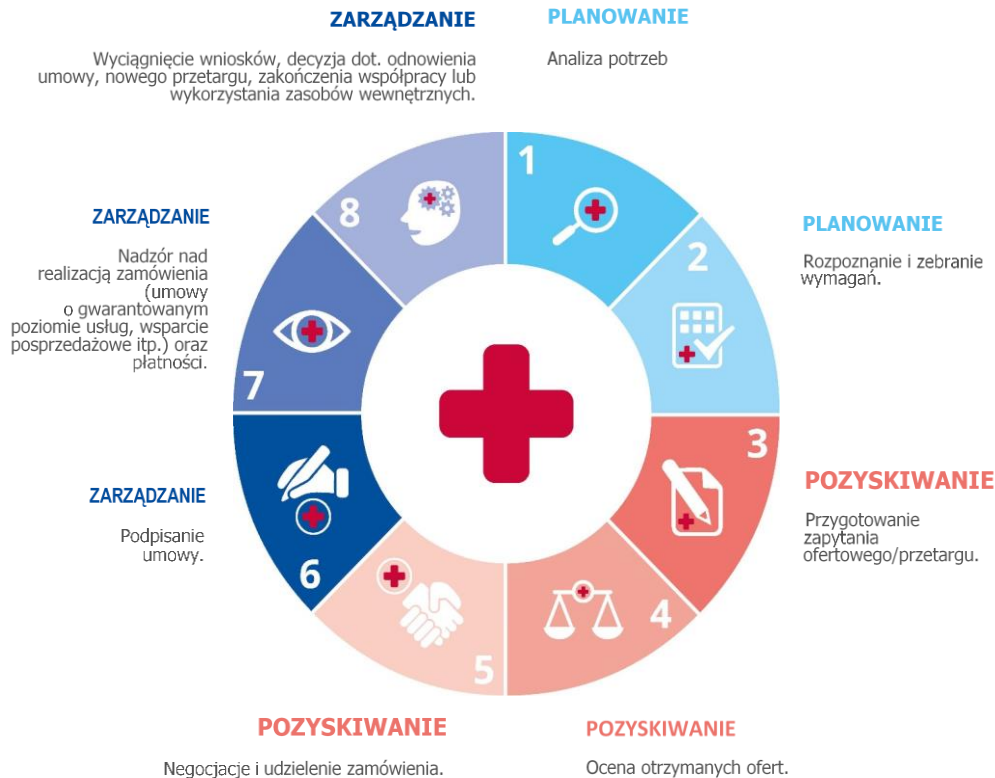 ZARZĄDZANIE
Wyciągnięcie wniosków, decyzja dot. odnowienia
umowy, nowego przetargu, zakończenia współpracy lub
wykorzystania zasobów wewnętrznych.
PLANOWANIE
Analiza potrzeb
1
PLANOWANIE
Rozpoznanie i zebranie
wymagań.
2
POZYSKIWANIE
Przygotowanie
zapytania
ofertowego/przetargu.
3
POZYSKIWANIE
Ocena otrzymanych ofert.
4
POZYSKIWANIE
Negocjacje i udzielenie zamówienia.
5
ZARZĄDZANIE
Podpisanie
umowy.
6
ZARZĄDZANIE
Nadzór nad
realizacją zamówienia
(umowy
o gwarantowanym
poziomie usług, wsparcie
posprzedażowe itp.) oraz
płatności.
7
8